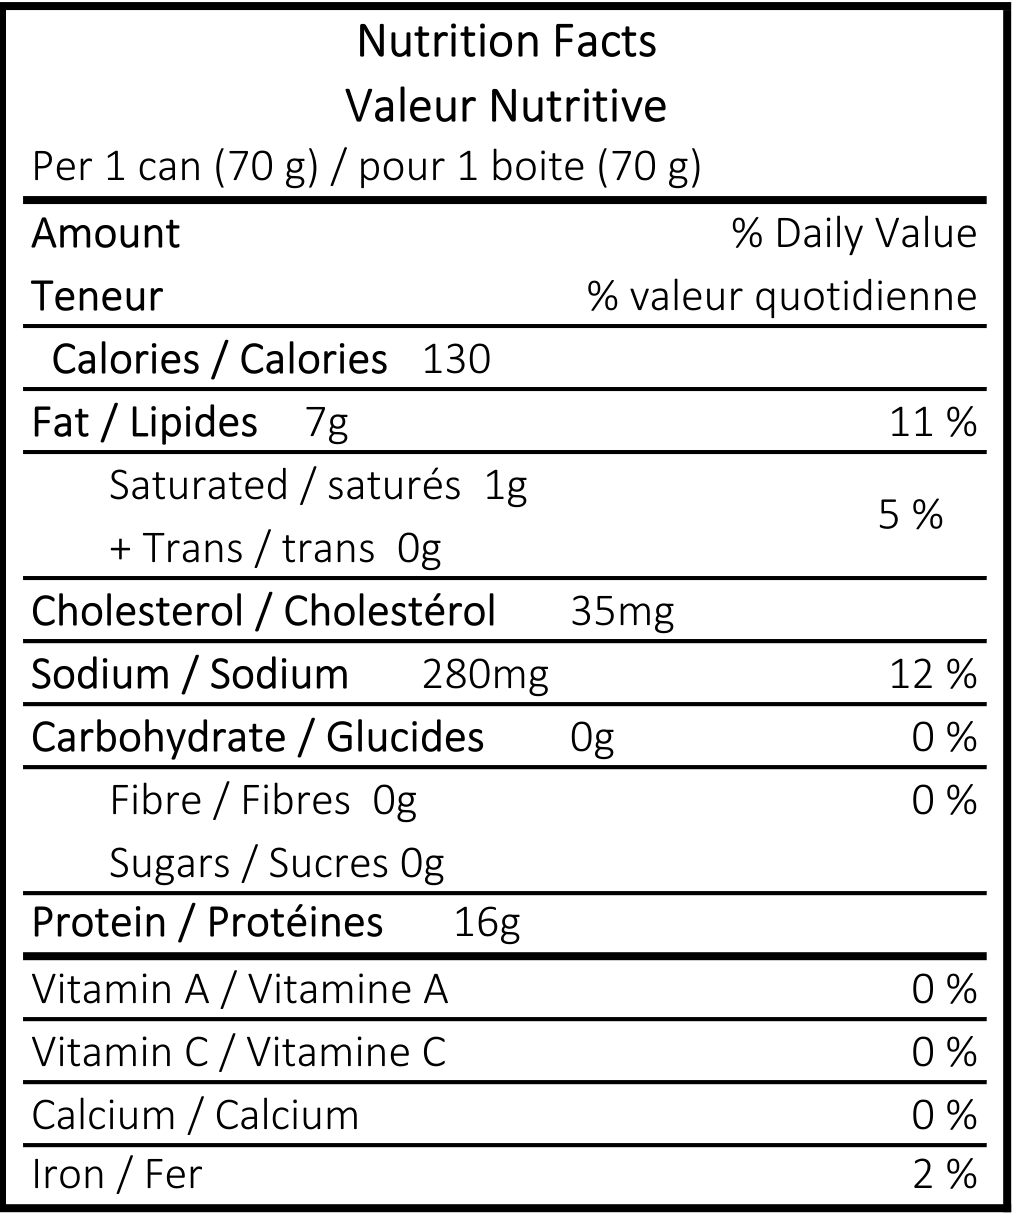 Nutrition Facts
Valeur Nutritive
Per 1 can (70 g) / pour 1 boite (70 g)
Amount % Daily Value
Teneur % valeur quotidienne
Calories / Calories 130
Fat / Lipides 7g 11 %
Saturated / saturés 1g
5 %
+ Trans / trans 0g
Cholesterol / Cholestérol 35mg
Sodium / Sodium 280mg 12 %
Carbohydrate / Glucides 0g 0 %
Fibre / Fibres 0g 0 %
Sugars / Sucres 0g
Protein / Protéines 16g
Vitamin A / Vitamine A 0 %
Vitamin C / Vitamine C 0 %
Calcium / Calcium 0 %
Iron / Fer 2 %